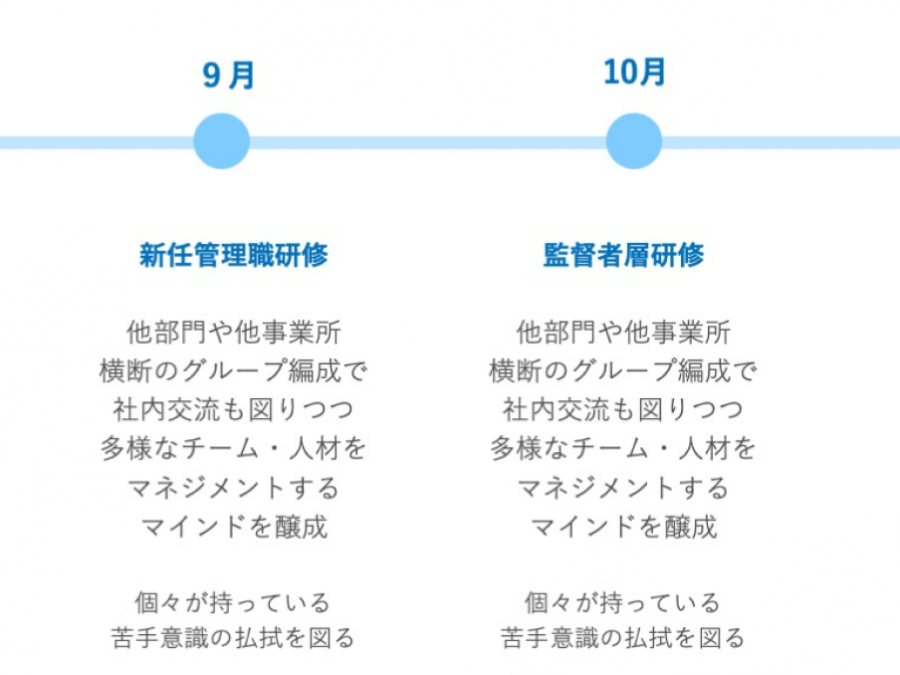 9月
新任管理職研修
他部門や他事業所
横断のグループ編成で
社内交流も図りつつ
多様なチーム・人材を
マネジメントする
マインドを醸成
個々が持っている
苦手意識の払拭を図る
10月
監督者層研修
他部門や他事業所
横断のグループ編成で
社内交流も図りつつ
多様なチーム・人材を
マネジメントする
マインドを醸成
個々が持っている
苦手意識の払拭を図る